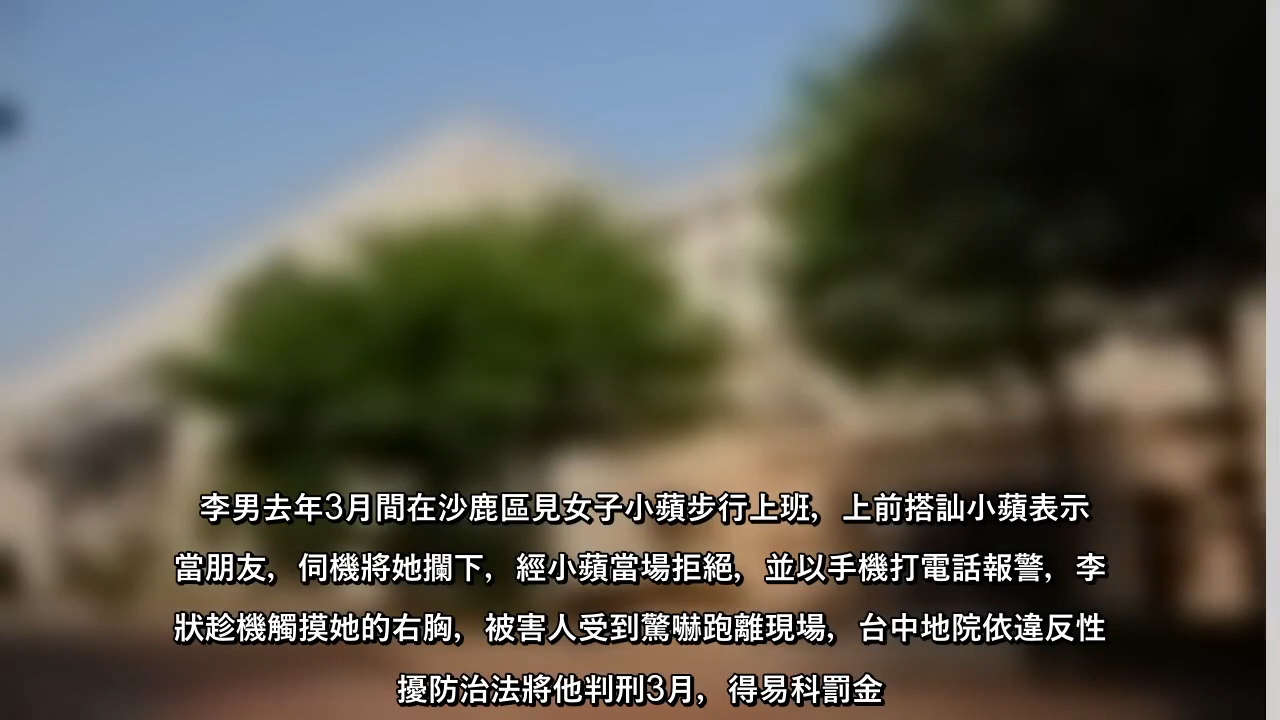 李男去年3月間在沙鹿區見女子小蘋步行上班，上前搭訕小蘋表示
當朋友，伺機將她攔下，經小蘋當場拒絕，並以手機打電話報警，李
狀趁機觸摸她的右胸，被害人受到驚嚇跑離現場，台中地院依違反性
擾防治法將他判刑3月，得易科罰金